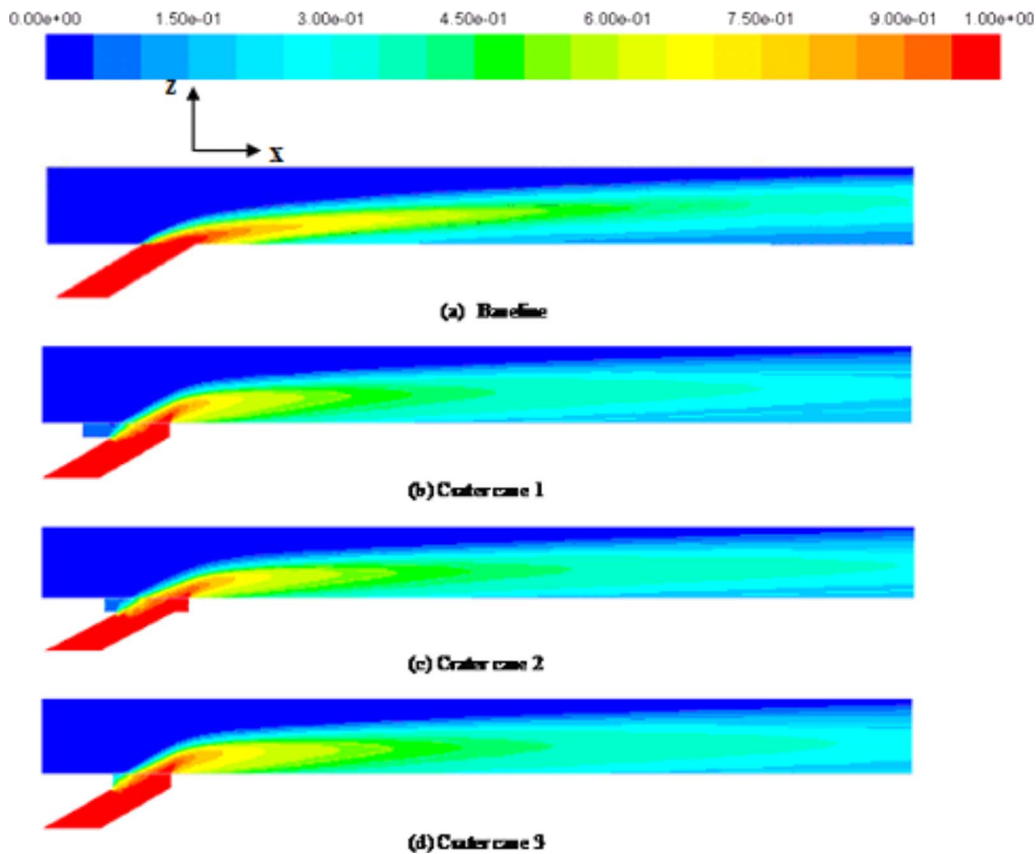 0.00e+00 1.50e-01 3.00e-01 4.50e-01 6.00e-01 7.50e-01 9.00e-01 1.00e+00
Z
X
(a) Baseline
(b) Crater case 1
(c) Crater case 2
(d) Crater case 3